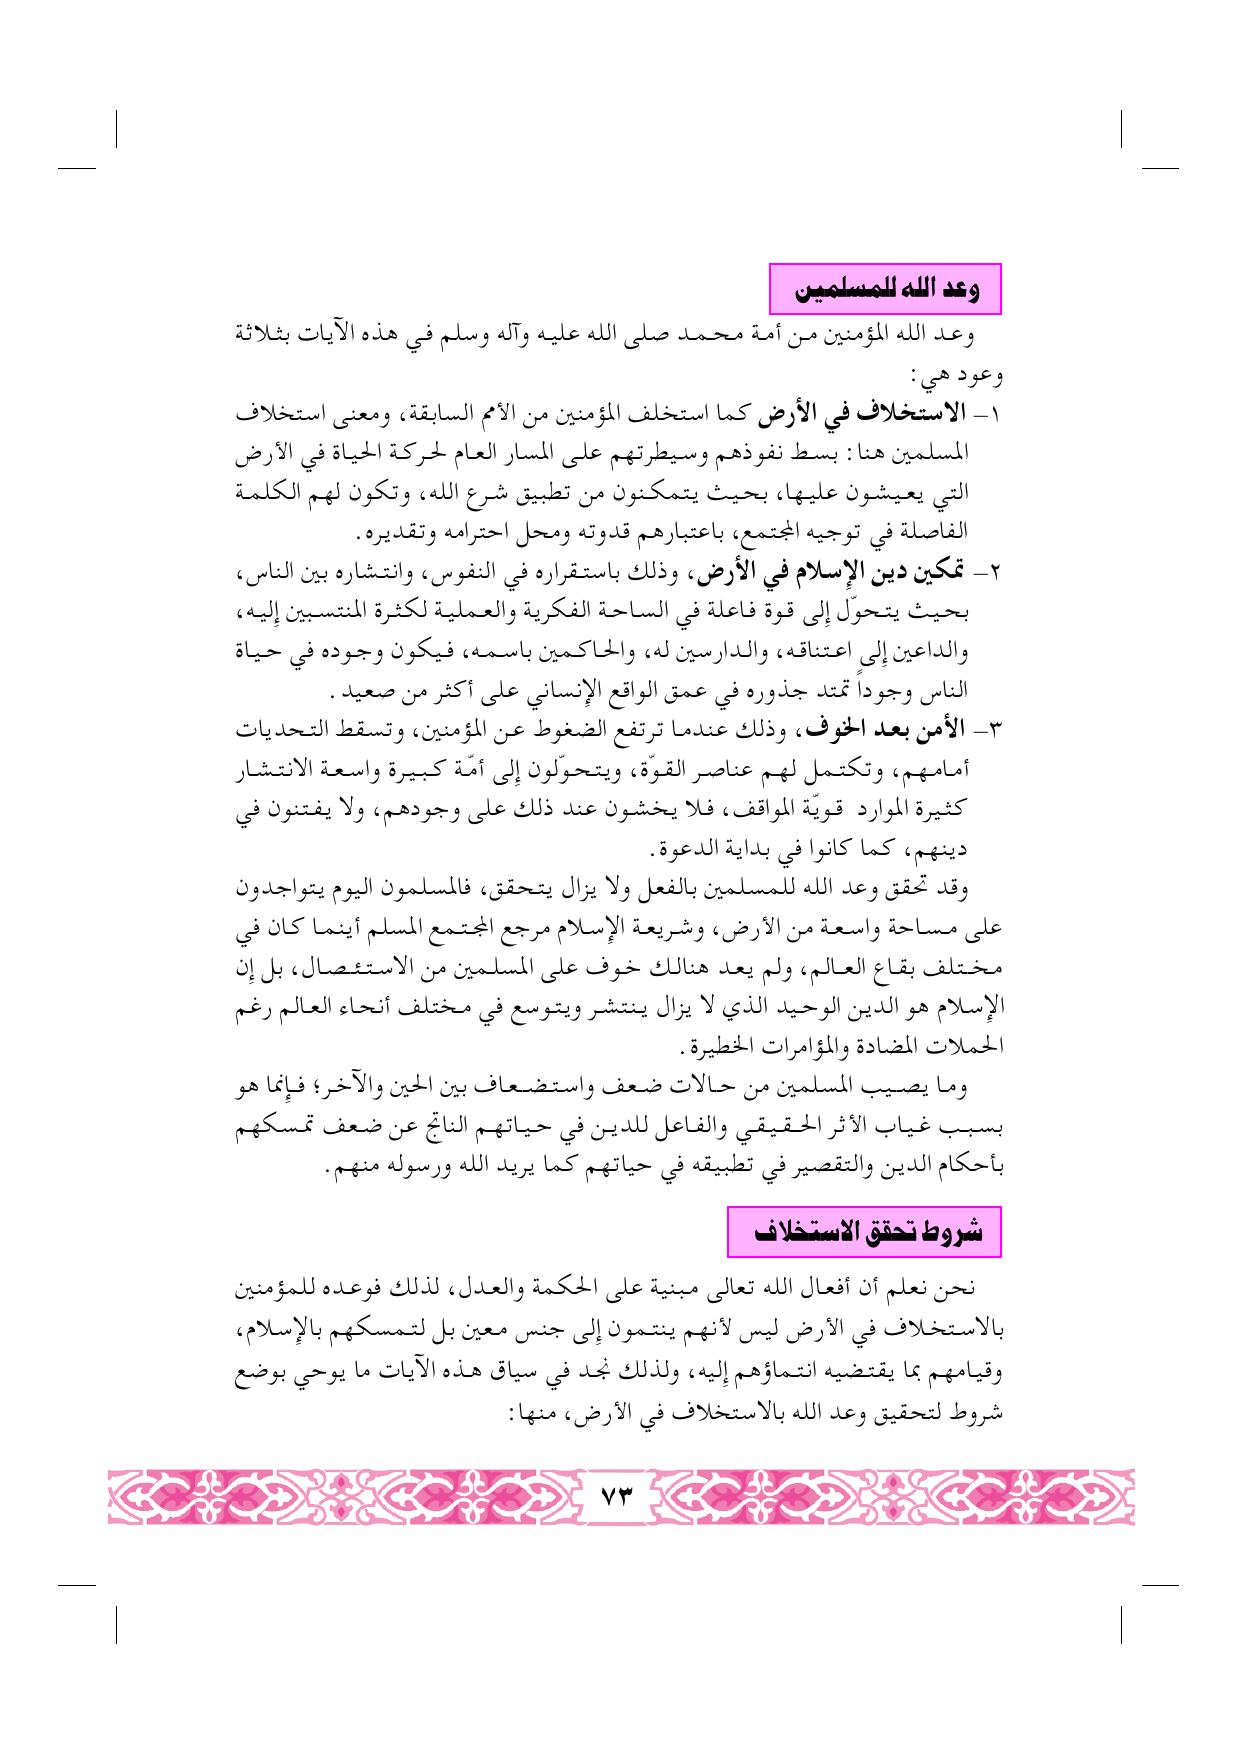 وعد الله للمسلمين
وعد الله المؤمنين من أمة محمد صلى الله عليه وآله وسلم في هذه الآيات بثلاثة
وعود هي:
١– الاستخلاف في الأرض كما استخلف المؤمنين من الأمم السابقة، ومعنى استخلاف
المسلمين هنا: بسط نفوذهم وسيطرتهم على المسار العام لحركة الحياة في الأرض
التي يعيشون عليها، بحيث يتمكنون من تطبيق شرع الله، وتكون لهم الكلمة
الفاصلة في توجيه المجتمع، باعتبارهم قدوته ومحل احترامه وتقديره.
٢– تمكين دين الإسلام في الأرض، وذلك باستقراره في النفوس، وانتشاره بين الناس،
بحيث يتحوّل إلى قوة فاعلة في الساحة الفكرية والعملية لكثرة المنتسبين إليه،
والداعين إلى اعتناقه، والدارسين له، والحاكمين باسمه، فيكون وجوده في حياة
الناس وجوداً تمتد جذوره في عمق الواقع الإنساني على أكثر من صعيد.
٣– الأمن بعد الخوف، وذلك عندما ترتفع الضغوط عن المؤمنين، وتسقط التحديات
أمامهم، وتكتمل لهم عناصر القوّة، ويتحوّلون إلى أمّة كبيرة واسعة الانتشار
كثيرة الموارد قويّة المواقف، فلا يخشون عند ذلك على وجودهم، ولا يفتنون في
دينهم، كما كانوا في بداية الدعوة.
وقد تحقق وعد الله للمسلمين بالفعل ولا يزال يتحقق، فالمسلمون اليوم يتواجدون
على مساحة واسعة من الأرض، وشريعة الإسلام مرجع المجتمع المسلم أينما كان في
مختلف بقاع العالم، ولم يعد هنالك خوف على المسلمين من الاستئصال، بل إن
الإسلام هو الدين الوحيد الذي لا يزال ينتشر ويتوسع في مختلف أنحاء العالم رغم
الحملات المضادة والمؤامرات الخطيرة.
وما يصيب المسلمين من حالات ضعف واستضعاف بين الحين والآخر؛ فإنما هو
بسبب غياب الأثر الحقيقي والفاعل للدين في حياتهم الناتج عن ضعف تمسكهم
بأحكام الدين والتقصير في تطبيقه في حياتهم كما يريد الله ورسوله منهم.
شروط تحقق الاستخلاف
نحن نعلم أن أفعال الله تعالى مبنية على الحكمة والعدل، لذلك فوعده للمؤمنين
بالاستخلاف في الأرض ليس لأنهم ينتمون إلى جنس معين بل لتمسكهم بالإسلام،
وقيامهم بما يقتضيه انتماؤهم إليه، ولذلك نجد في سياق هذه الآيات ما يوحي بوضع
شروط لتحقيق وعد الله بالاستخلاف في الأرض، منها:
٧٣